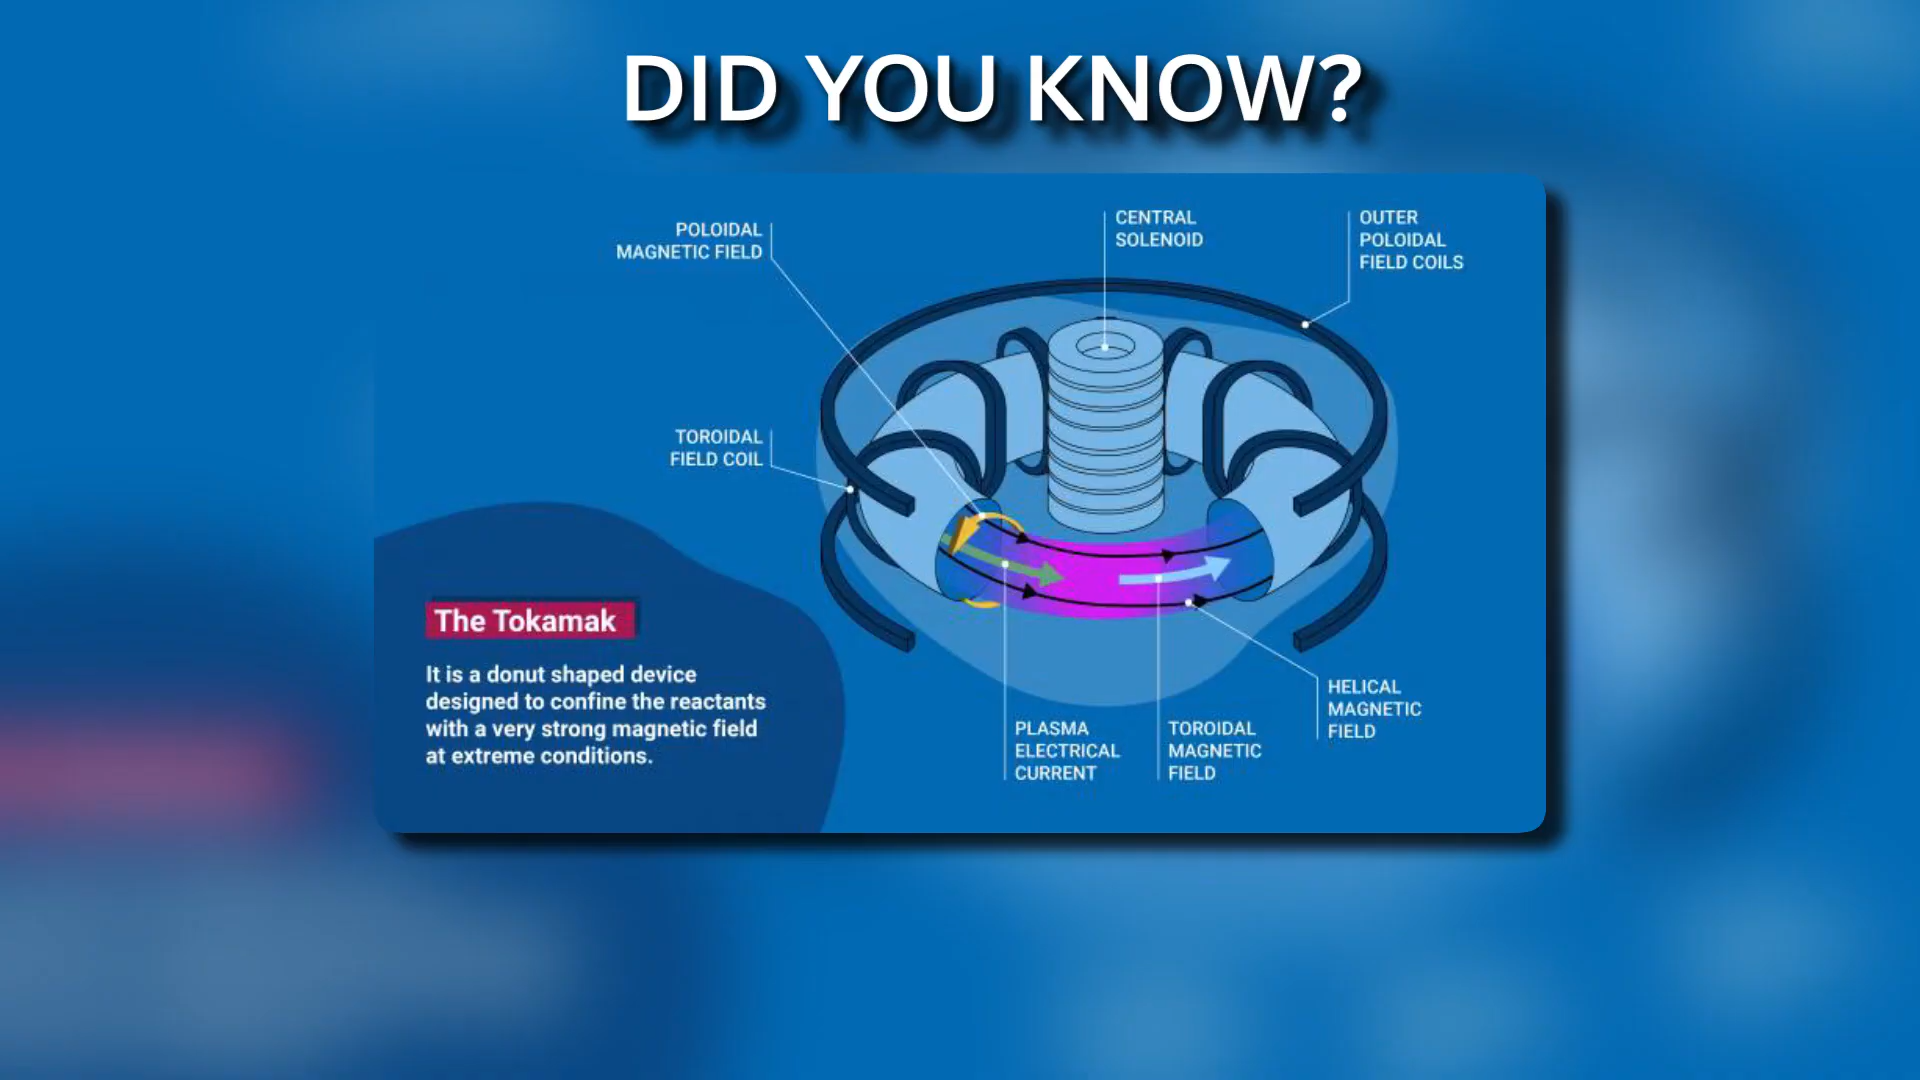 DID YOU KNOW?
POLOIDAL
MAGNETIC FIELD
CENTRAL
SOLENOID
OUTER
POLOIDAL
FIELD COILS
TOROIDAL
FIELD COIL
The Tokamak
It is a donut shaped device
designed to confine the reactants
with a very strong magnetic field
at extreme conditions.
PLASMA
ELECTRICAL
CURRENT
TOROIDAL
MAGNETIC
FIELD
HELICAL
MAGNETIC
FIELD